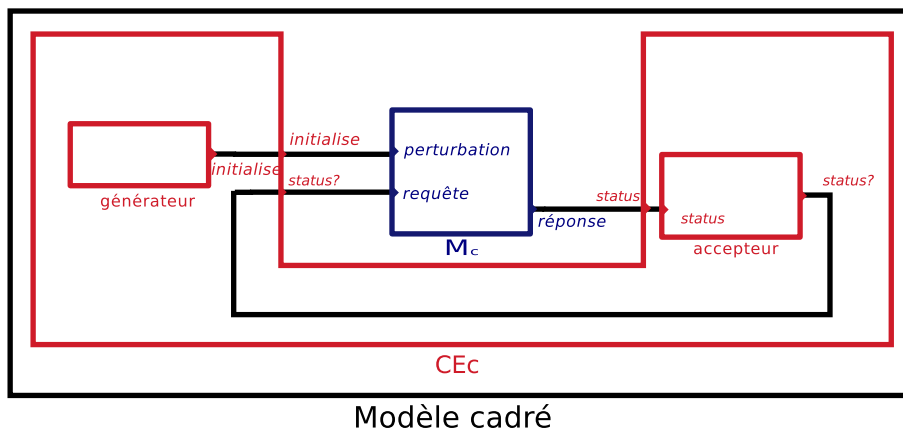 initialise
perturbation
initialise
status?
status?
générateur
requête
status
réponse
status
Mc
accepteur
CEc
Modèle cadré